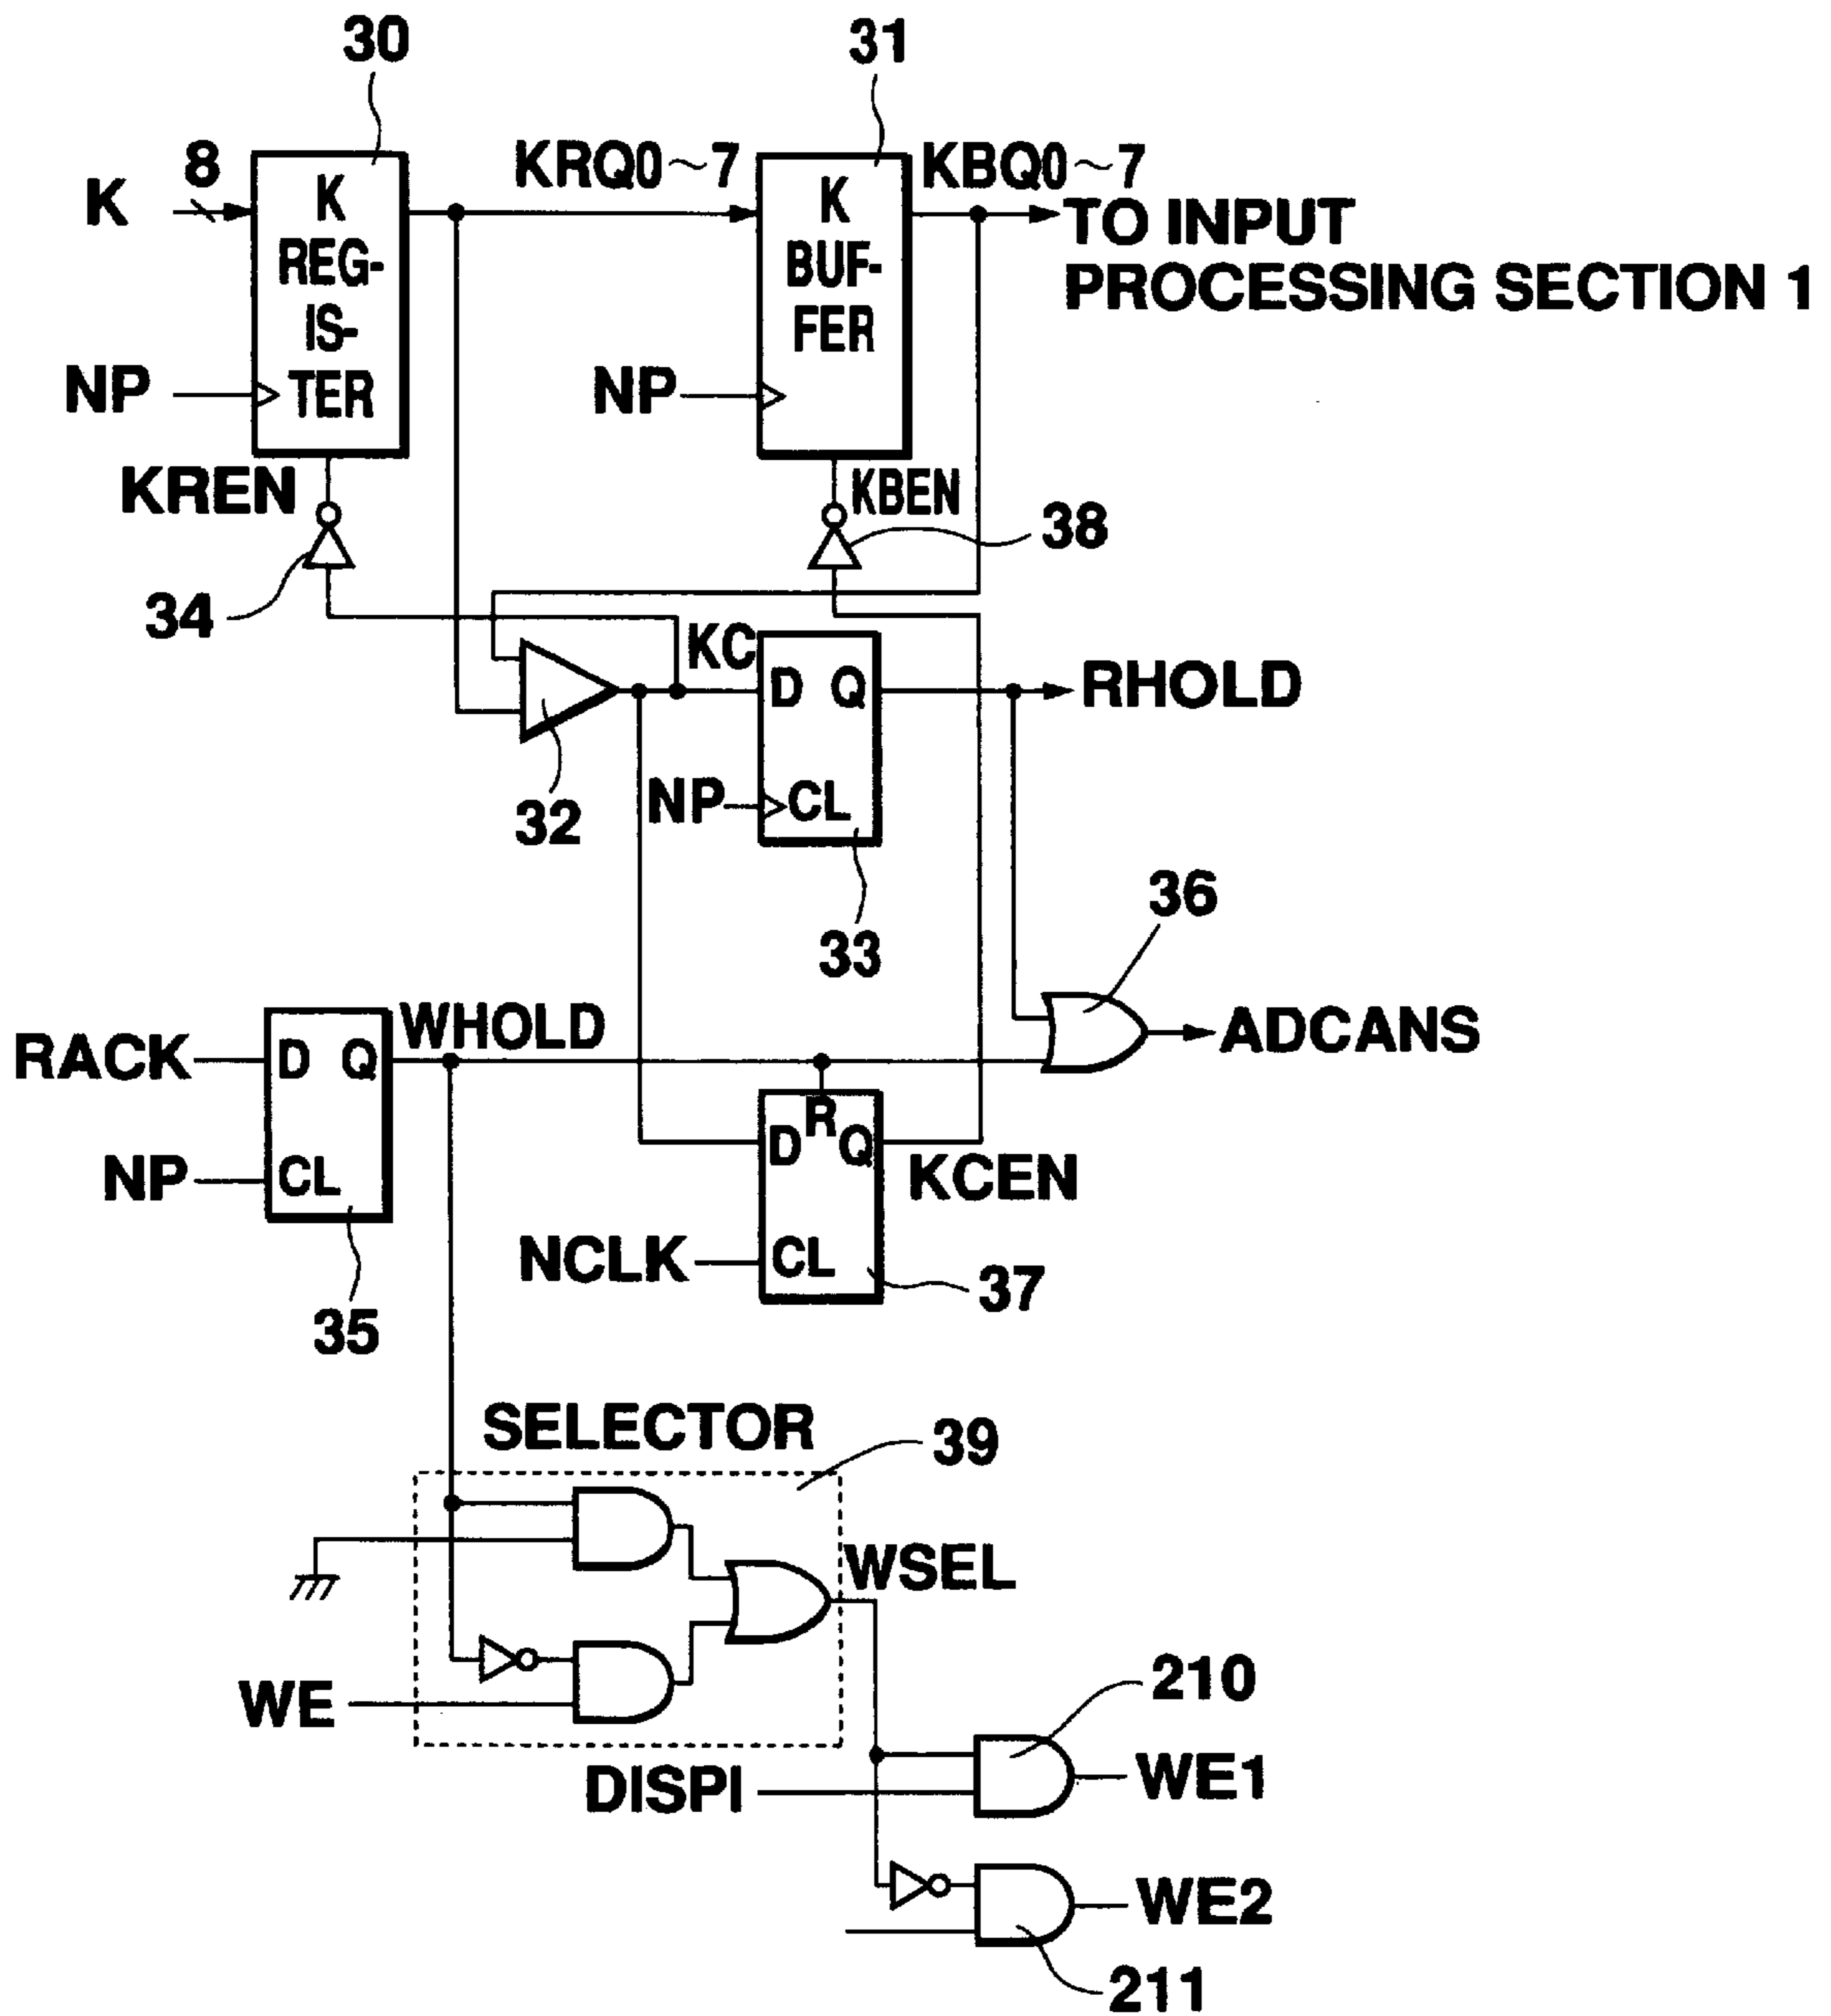 30
31
8
KRQ0~7
KBQ0~7
K
K
REG-
IS-
TER
K
BUF-
FER
TO INPUT
PROCESSING SECTION 1
NP
NP
KREN
KBEN
38
34
KC
D Q
RHOLD
32
NP
CL
33
36
RACK
D Q
WHOLD
ADCANS
R
D Q
NP
CL
KCEN
NCLK
CL
37
35
SELECTOR
39
WSEL
WE
210
DISPI
WE1
WE2
211